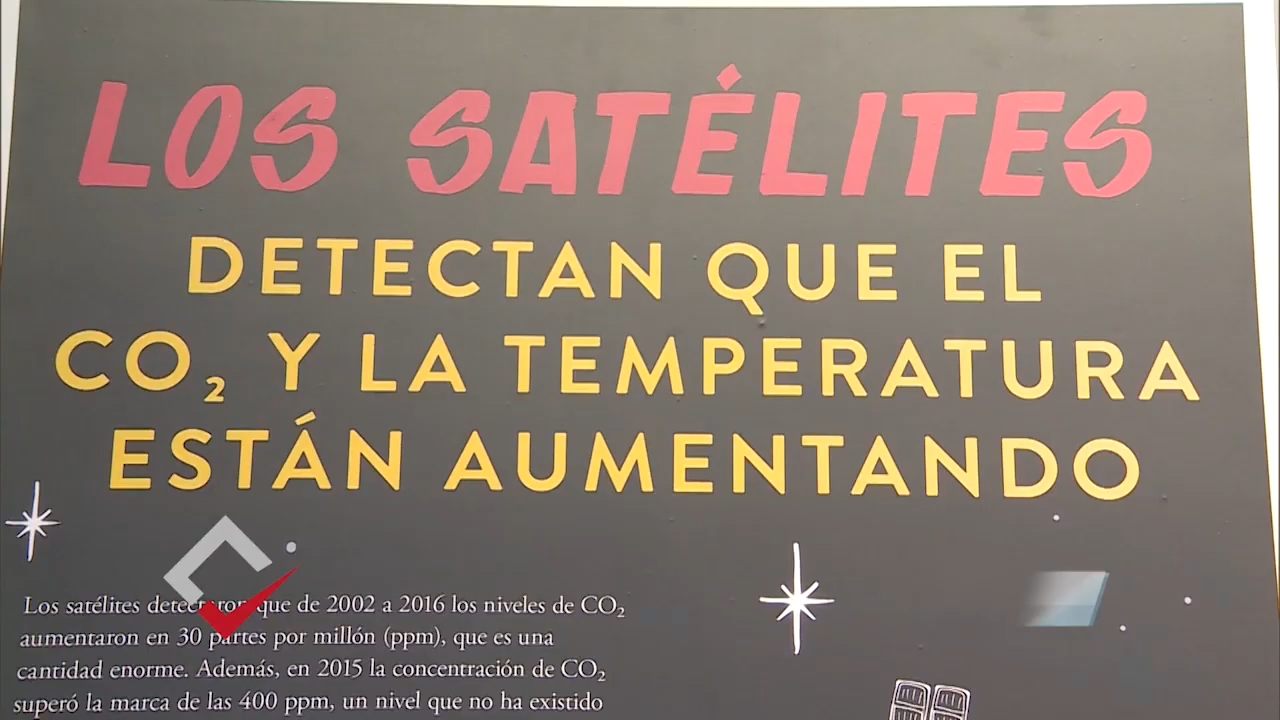 LOS SATÉLITES
DETECTAN QUE EL
CO₂ Y LA TEMPERATURA
ESTÁN AUMENTANDO
Los satélites detectaron que de 2002 a 2016 los niveles de CO₂
aumentaron en 30 partes por millón (ppm), que es una
cantidad enorme. Además, en 2015 la concentración de CO₂
superó la marca de las 400 ppm, un nivel que no ha existido